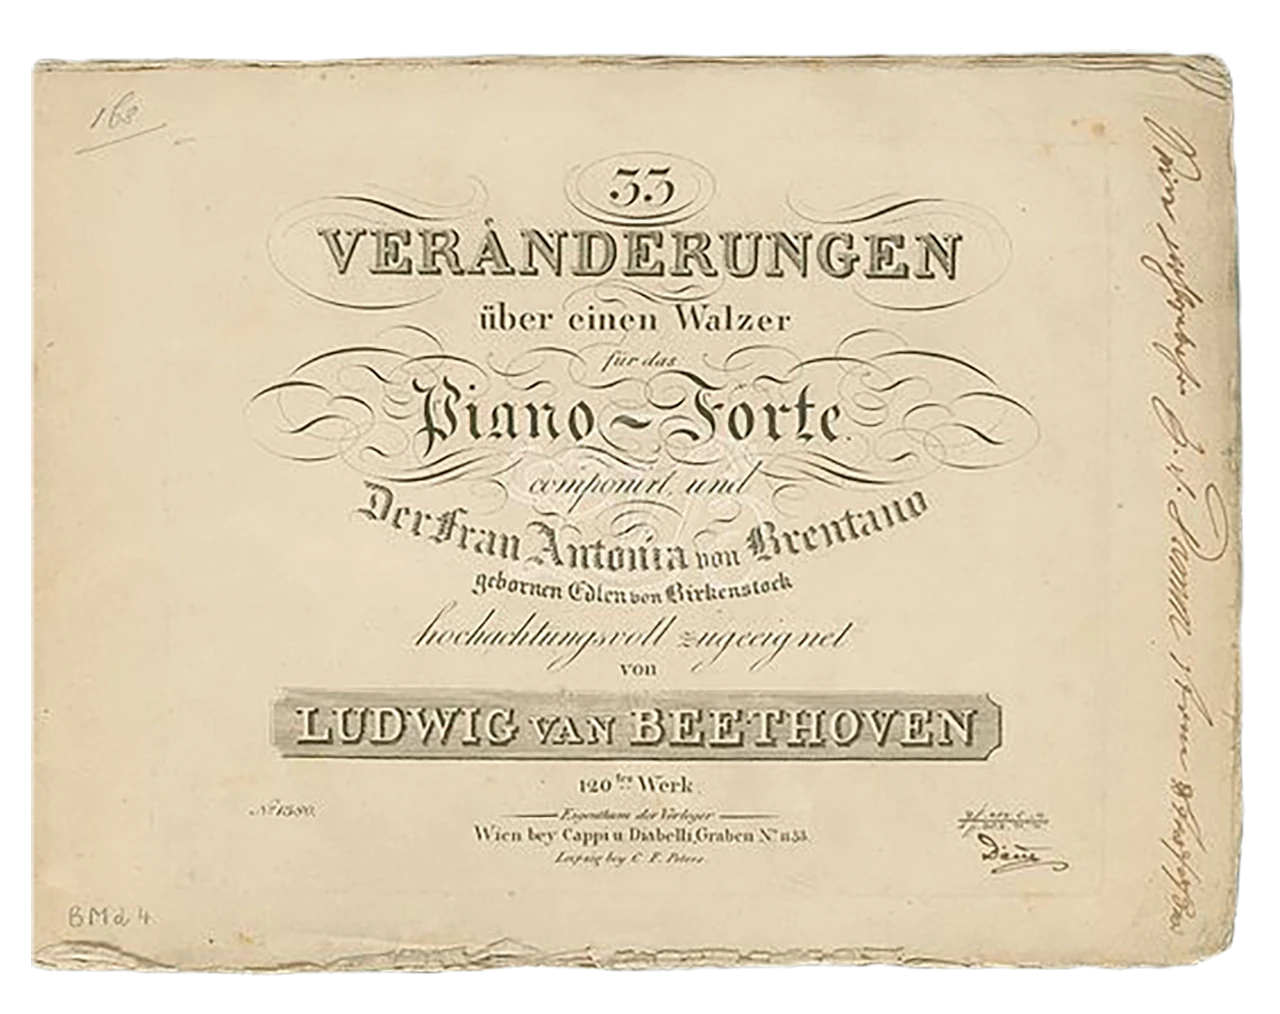 168
33
VERÄNDERUNGEN
über einen Walzer
für das
Piano-Forte.
componirt, und
Der Frau Antonia von Brentano
gebornen Edlen von Birkenstock
hochachtungsvoll zugeeignet
von
LUDWIG VAN BEETHOVEN
120tes Werk.
No 1380.
Eigenthum der Verleger
Wien bey Cappi u Diabelli, Graben No 1133.
Leipzig bey C. F. Peters
BMd 4